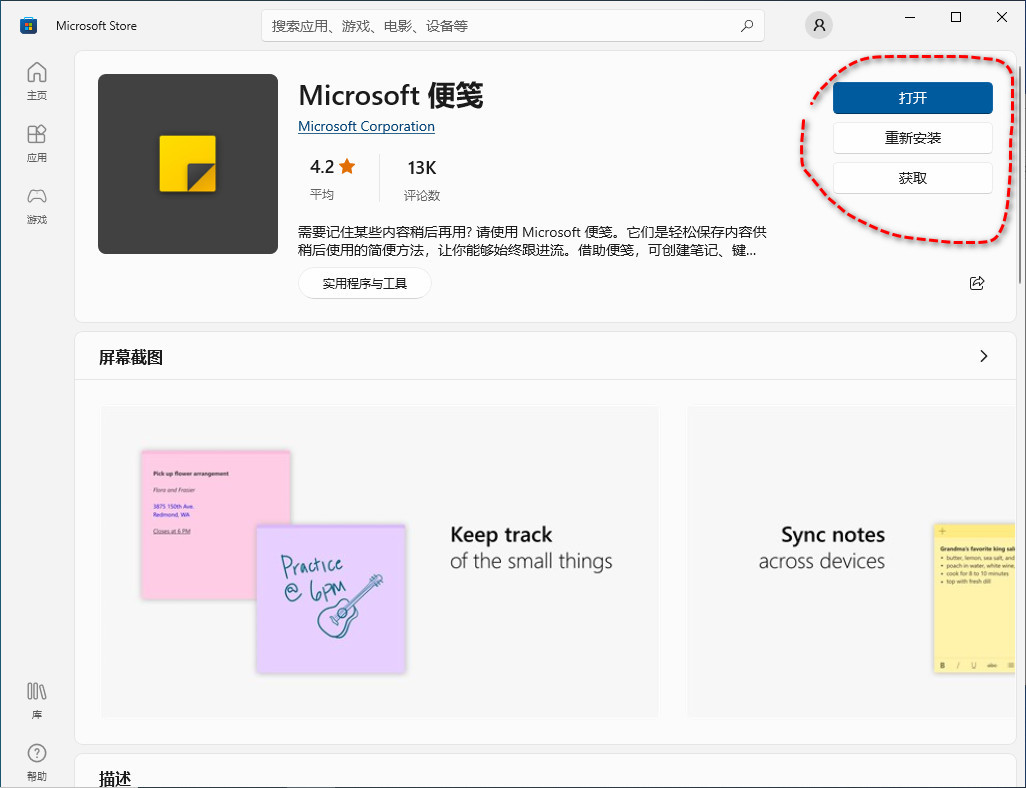 Microsoft Store
搜索应用、游戏、电影、设备等
主页
应用
游戏
库
帮助
Microsoft 便笺
Microsoft Corporation
4.2
平均
13K
评论数
需要记住某些内容稍后再用? 请使用 Microsoft 便笺。它们是轻松保存内容供
稍后使用的简便方法，让你能够始终跟进流。借助便笺，可创建笔记、键...
实用程序与工具
打开
重新安装
获取
屏幕截图
Pick up flower arrangement
Flora and Frazer
3875 150th Ave.
Redmond, WA
Closes at 6 PM
Practice
@ 6pm
Keep track
of the small things
Sync notes
across devices
Grandma's favorite king sal
butter, lemon, sea salt, and
poach in water, white wine,
cook for 8 to 10 minutes
top with fresh dill
B I U abc
描述